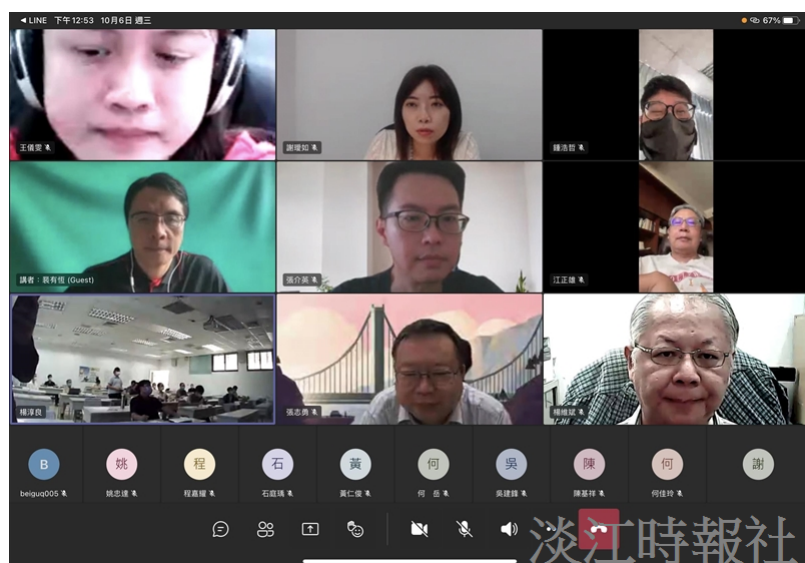 ◀ LINE 下午12:53 10月6日 週三
67%
王儀雯
謝璦如
鍾浩哲
講者：裴有恆 (Guest)
張介英
江正雄
楊淳良
張志勇
楊維斌
B
姚
程
石
黃
何
吳
陳
何
謝
beiguq005
姚忠達
程嘉耀
石庭瑀
黃仁俊
何 岳
吳建鋒
陳基祥
何佳玲
淡江時報社